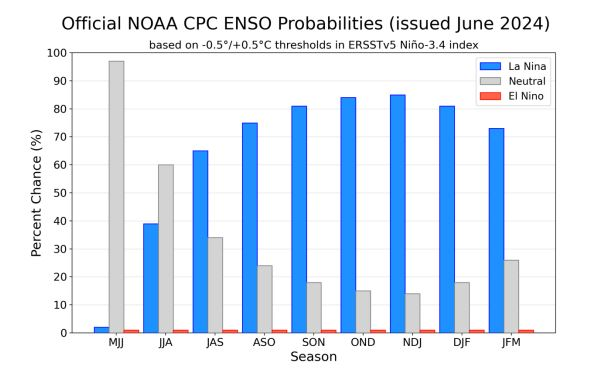 Official NOAA CPC ENSO Probabilities (issued June 2024)
based on -0.5°/+0.5°C thresholds in ERSSTv5 Niño-3.4 index
Percent Chance (%)
100
90
80
70
60
50
40
30
20
10
0
La Nina
Neutral
El Nino
MJJ JJA JAS ASO SON OND NDJ DJF JFM
Season